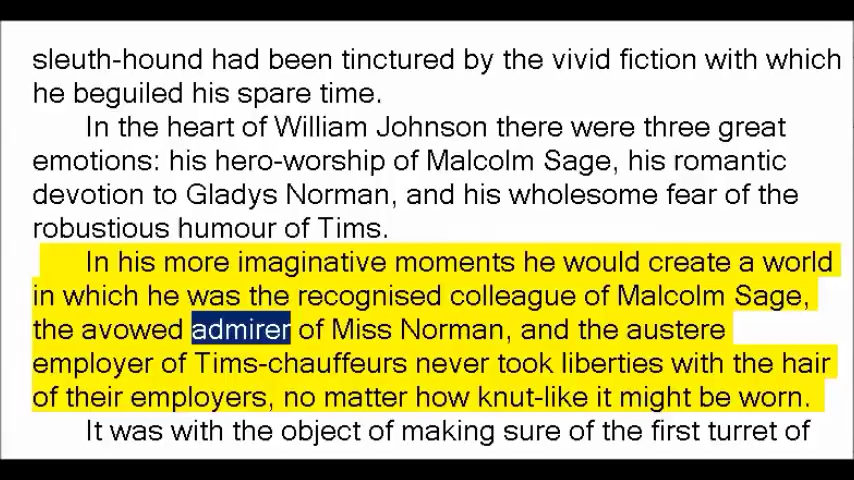 sleuth-hound had been tinctured by the vivid fiction with which
he beguiled his spare time.
In the heart of William Johnson there were three great
emotions: his hero-worship of Malcolm Sage, his romantic
devotion to Gladys Norman, and his wholesome fear of the
robustious humour of Tims.
In his more imaginative moments he would create a world
in which he was the recognised colleague of Malcolm Sage,
the avowed admirer of Miss Norman, and the austere
employer of Tims-chauffeurs never took liberties with the hair
of their employers, no matter how knut-like it might be worn.
It was with the object of making sure of the first turret of